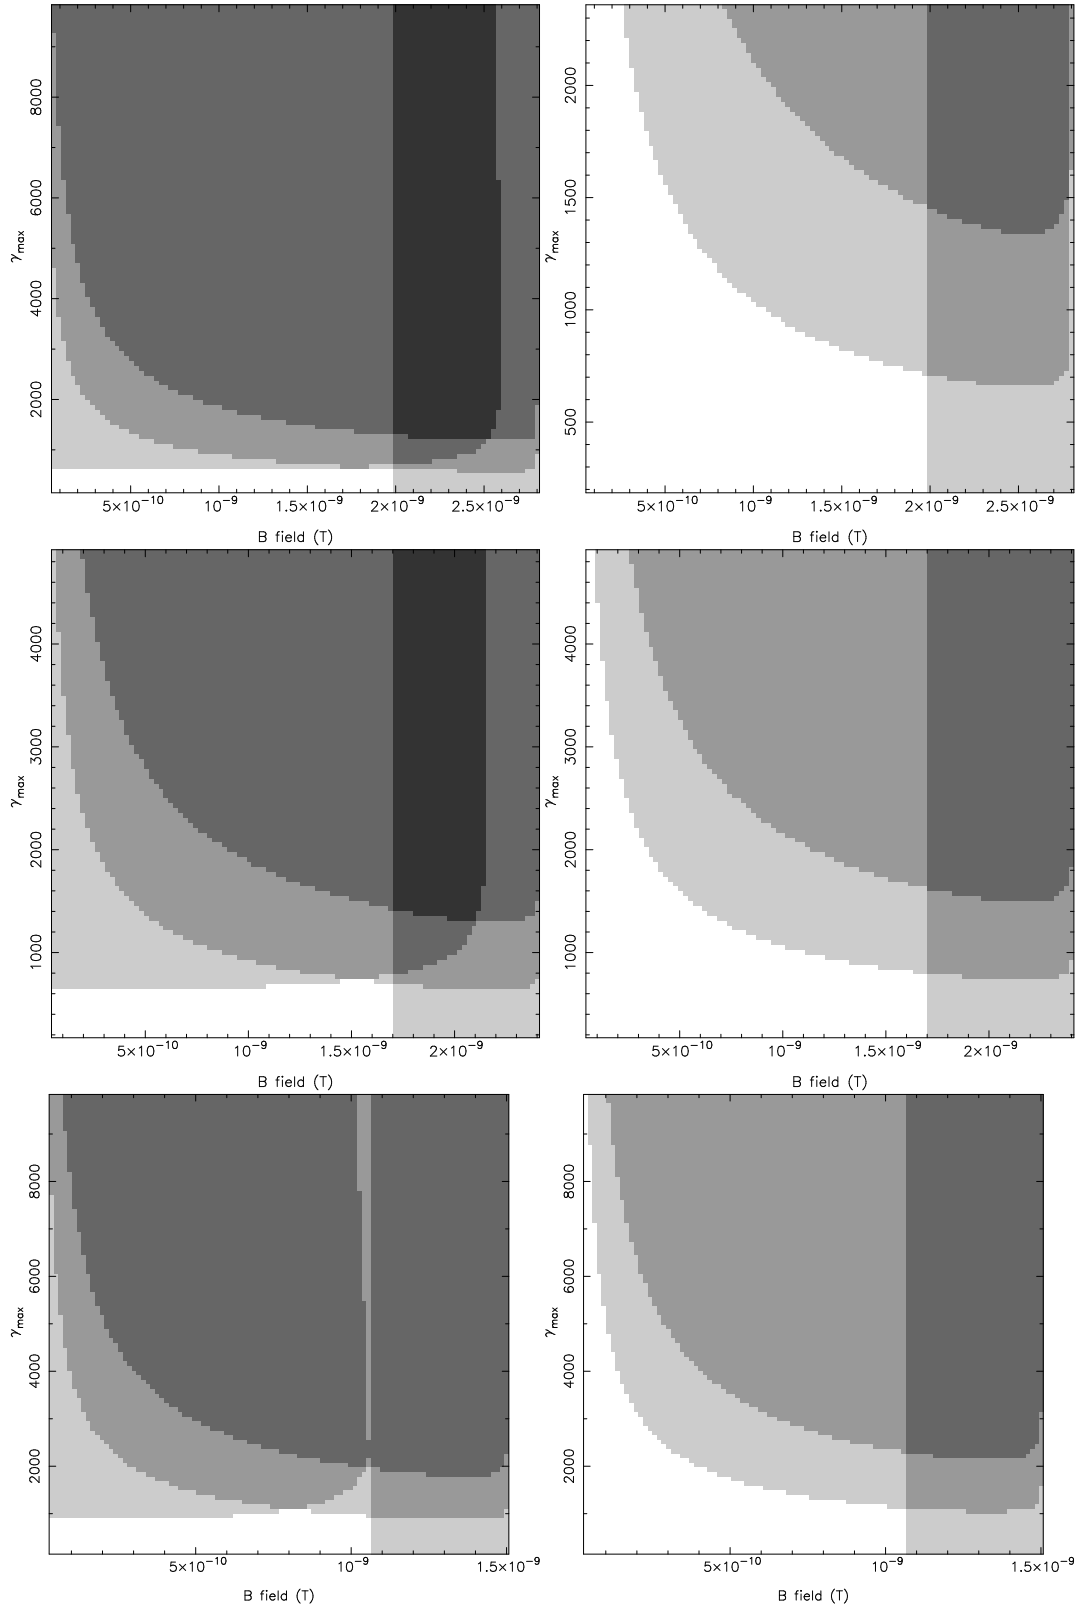 8000
6000
4000
2000
γmax
5×10⁻¹⁰ 10⁻⁹ 1.5×10⁻⁹ 2×10⁻⁹ 2.5×10⁻⁹
B field (T)
2000
1500
1000
500
γmax
5×10⁻¹⁰ 10⁻⁹ 1.5×10⁻⁹ 2×10⁻⁹ 2.5×10⁻⁹
B field (T)
4000
3000
2000
1000
γmax
5×10⁻¹⁰ 10⁻⁹ 1.5×10⁻⁹ 2×10⁻⁹
B field (T)
4000
3000
2000
1000
γmax
5×10⁻¹⁰ 10⁻⁹ 1.5×10⁻⁹ 2×10⁻⁹
B field (T)
8000
6000
4000
2000
γmax
5×10⁻¹⁰ 10⁻⁹ 1.5×10⁻⁹
B field (T)
8000
6000
4000
2000
γmax
5×10⁻¹⁰ 10⁻⁹ 1.5×10⁻⁹
B field (T)